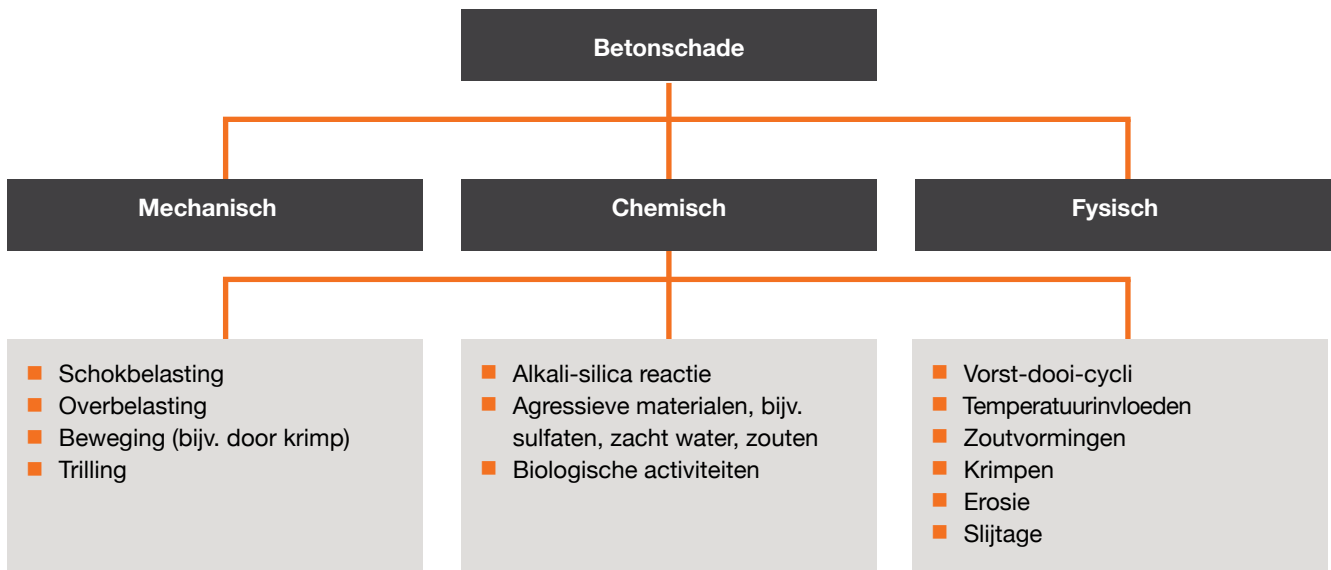 Betonschade
Mechanisch
Chemisch
Fysisch
Schokbelasting
Overbelasting
Beweging (bijv. door krimp)
Trilling
Alkali-silica reactie
Agressieve materialen, bijv.
sulfaten, zacht water, zouten
Biologische activiteiten
Vorst-dooi-cycli
Temperatuurinvloeden
Zoutvormingen
Krimpen
Erosie
Slijtage